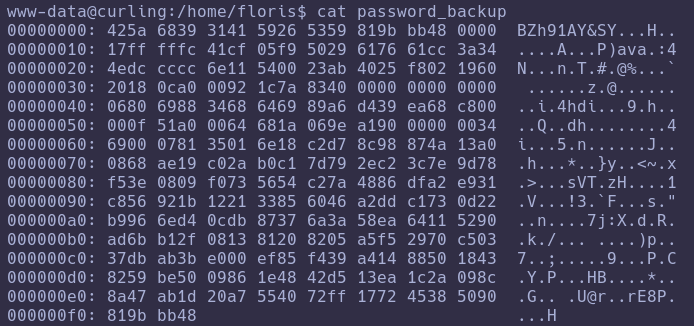 www-data@curling:/home/floris$ cat password_backup
00000000: 425a 6839 3141 5926 5359 819b bb48 0000  BZh91AY&SY...H..
00000010: 17ff fffc 41cf 05f9 5029 6176 61cc 3a34  ....A...P)ava.:4
00000020: 4edc cccc 6e11 5400 23ab 4025 f802 1960  N...n.T.#.@%...`
00000030: 2018 0ca0 0092 1c7a 8340 0000 0000 0000   ......z.@......
00000040: 0680 6988 3468 6469 89a6 d439 ea68 c800  ..i.4hdi...9.h..
00000050: 000f 51a0 0064 681a 069e a190 0000 0034  ..Q..dh........4
00000060: 6900 0781 3501 6e18 c2d7 8c98 874a 13a0  i...5.n......J..
00000070: 0868 ae19 c02a b0c1 7d79 2ec2 3c7e 9d78  .h...*..}y..<~.x
00000080: f53e 0809 f073 5654 c27a 4886 dfa2 e931  .>...sVT.zH....1
00000090: c856 921b 1221 3385 6046 a2dd c173 0d22  .V...!3.`F...s."
000000a0: b996 6ed4 0cdb 8737 6a3a 58ea 6411 5290  ..n....7j:X.d.R.
000000b0: ad6b b12f 0813 8120 8205 a5f5 2970 c503  .k./... ....)p..
000000c0: 37db ab3b e000 ef85 f439 a414 8850 1843  7..;.....9...P.C
000000d0: 8259 be50 0986 1e48 42d5 13ea 1c2a 098c  .Y.P...HB....*..
000000e0: 8a47 ab1d 20a7 5540 72ff 1772 4538 5090  .G.. .U@r..rE8P.
000000f0: 819b bb48                                ...H